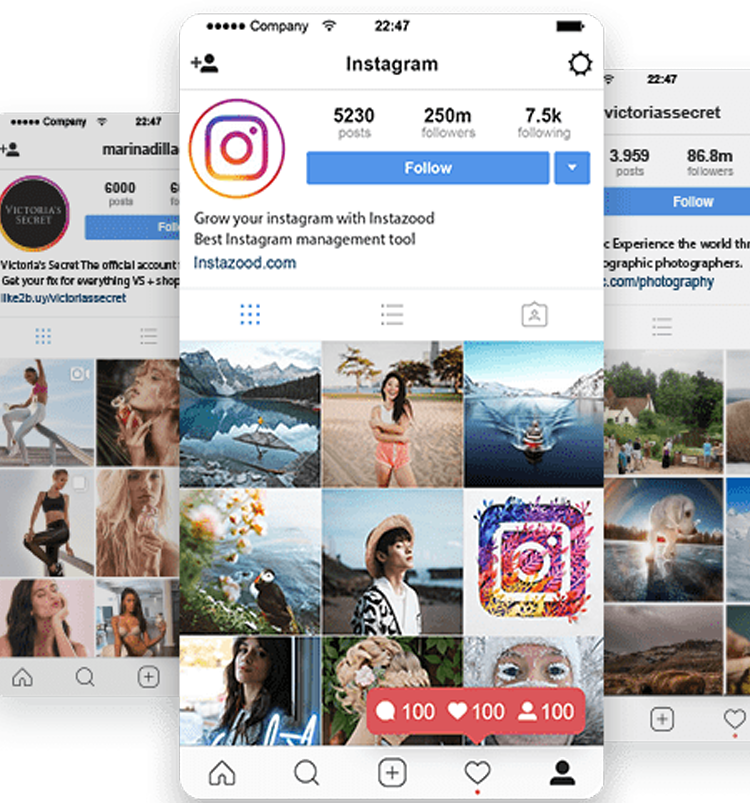 Company 22:47
Instagram
5230 250m 7.5k
posts followers following
Follow
Grow your instagram with Instazood
Best Instagram management tool
Instazood.com
100 100 100
Company 22:47
marinadilla
VICTORIA'S
SECRET
6000
posts
Foll
Victoria's Secret The official account
Get your fix for everything VS + shop
like2b.uy/victoriassecret
22:47
victoriassecret
3.959 86.8m
posts followers
Follow
c Experience the world thr
ographic photographers.
c.com/photography